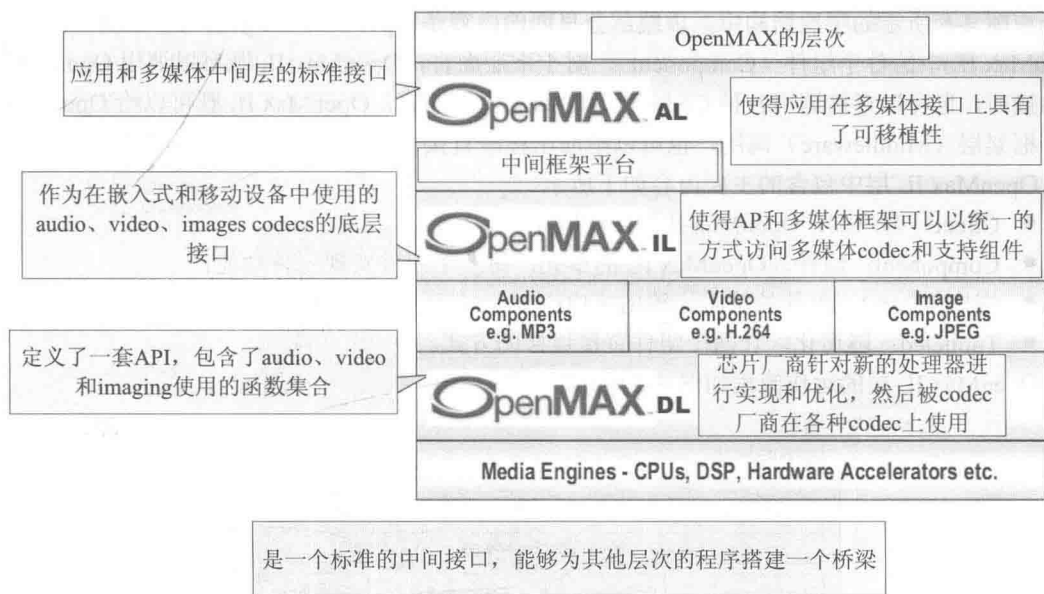 OpenMAX的层次
应用和多媒体中间层的标准接口
OpenMAX™ AL
使得应用在多媒体接口上具有
了可移植性
中间框架平台
作为在嵌入式和移动设备中使用的
audio、video、images codecs的底层
接口
OpenMAX™ IL
使得AP和多媒体框架可以以统一的
方式访问多媒体codec和支持组件
Audio
Components
e.g. MP3
Video
Components
e.g. H.264
Image
Components
e.g. JPEG
定义了一套API，包含了audio、video
和imaging使用的函数集合
OpenMAX™ DL
芯片厂商针对新的处理器进
行实现和优化，然后被codec
厂商在各种codec上使用
Media Engines - CPUs, DSP, Hardware Accelerators etc.
是一个标准的中间接口，能够为其他层次的程序搭建一个桥梁